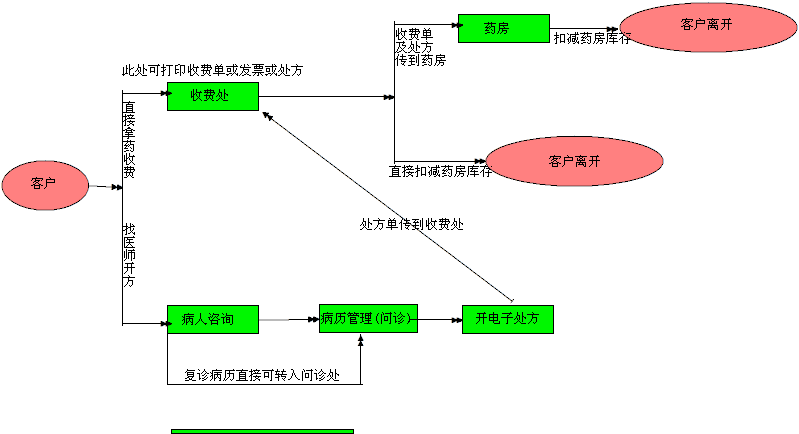 药房
客户离开
收费单
及处方
传到药房
扣减药房库存
此处可打印收费单或发票或处方
收费处
直接拿药收费
客户离开
直接扣减药房库存
客户
找医师开方
处方单传到收费处
病人咨询
病历管理(问诊)
开电子处方
复诊病历直接可转入问诊处